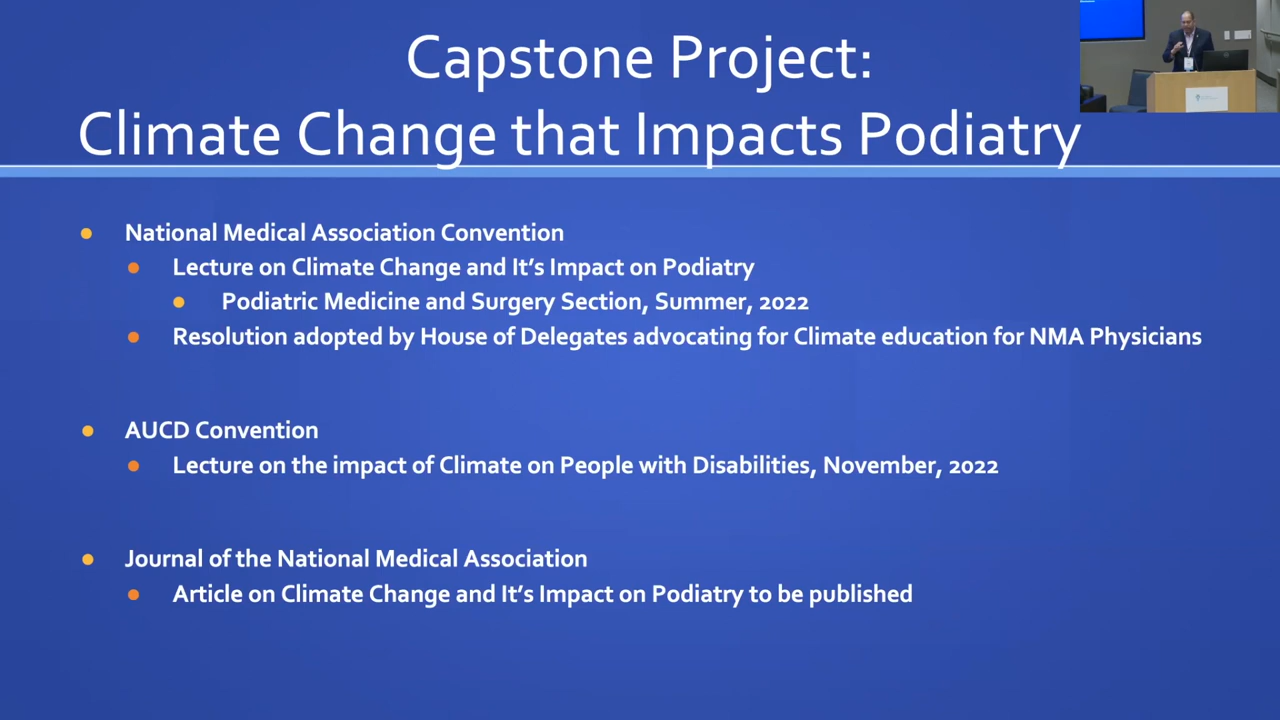 Capstone Project:
Climate Change that Impacts Podiatry
National Medical Association Convention
Lecture on Climate Change and It's Impact on Podiatry
Podiatric Medicine and Surgery Section, Summer, 2022
Resolution adopted by House of Delegates advocating for Climate education for NMA Physicians
AUCD Convention
Lecture on the impact of Climate on People with Disabilities, November, 2022
Journal of the National Medical Association
Article on Climate Change and It's Impact on Podiatry to be published